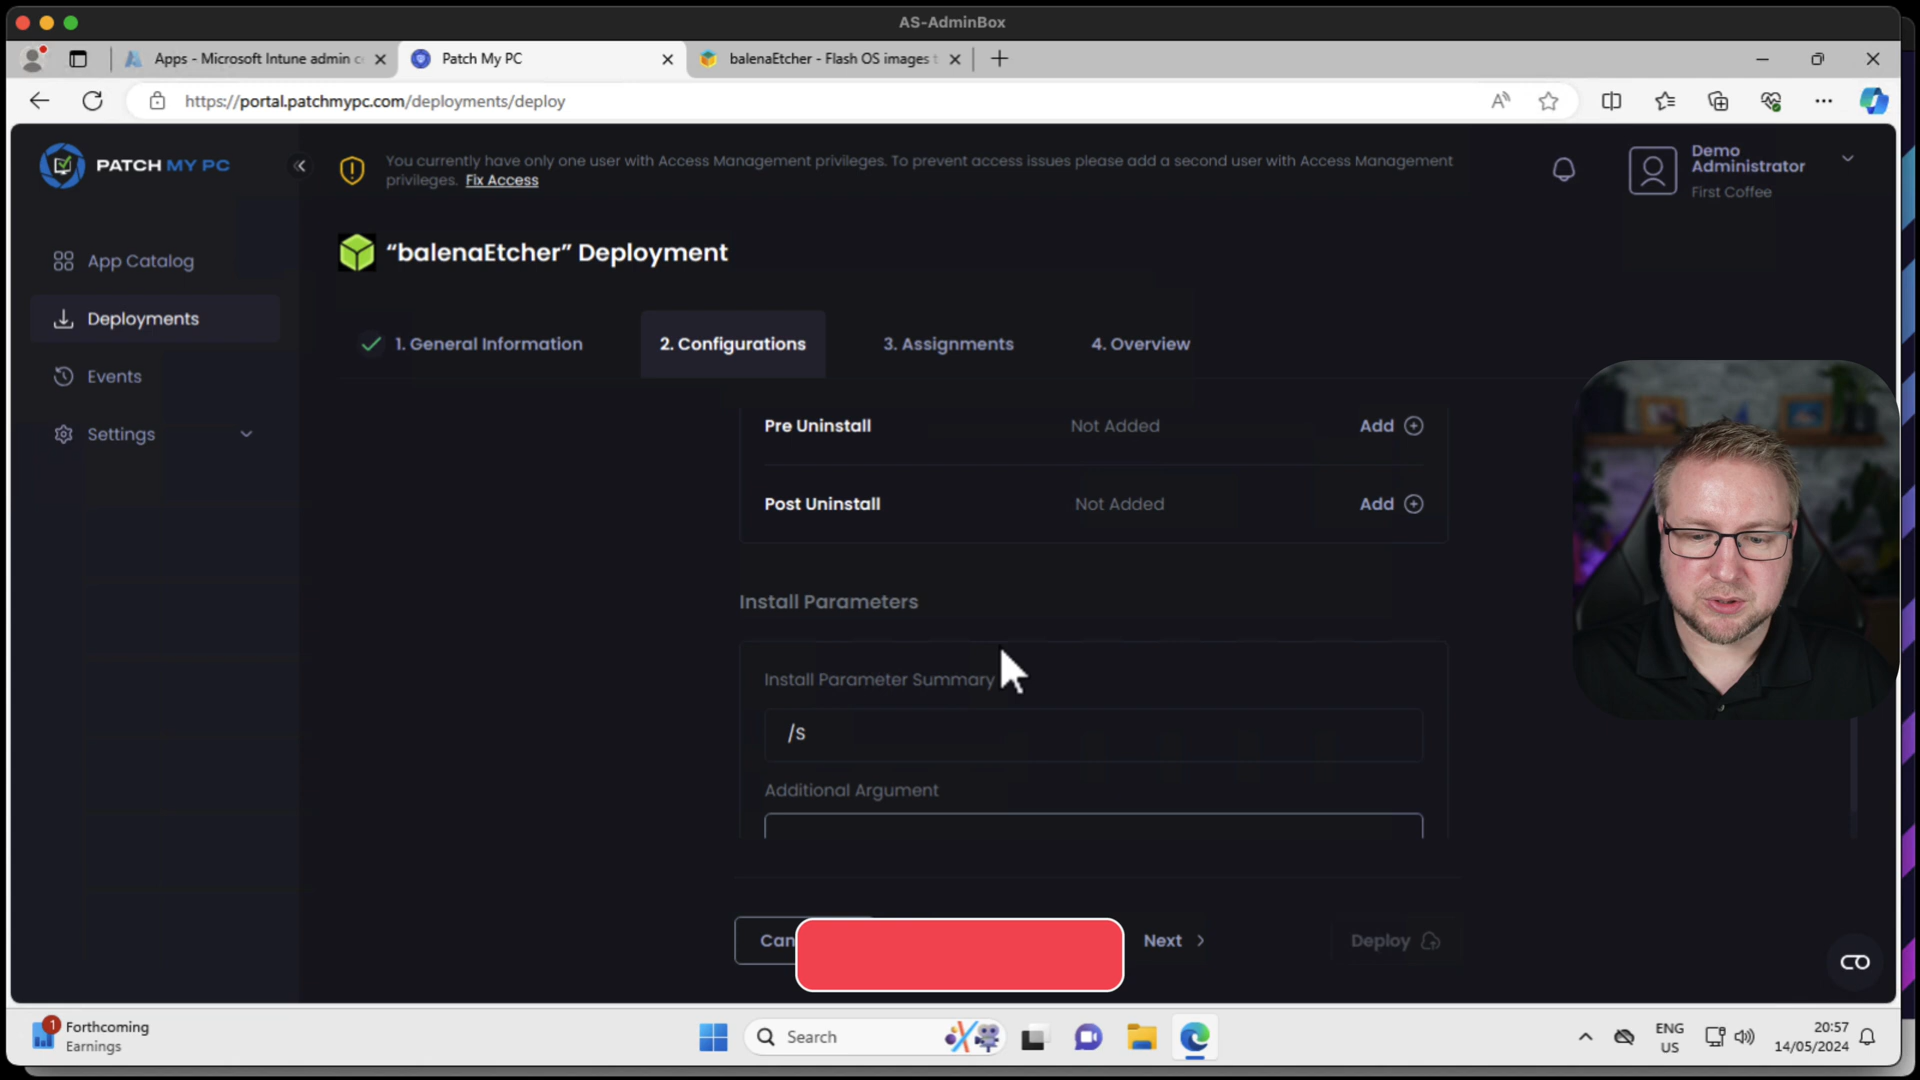 AS-AdminBox
Apps - Microsoft Intune admin c
Patch My PC
balenaEtcher - Flash OS images t
https://portal.patchmypc.com/deployments/deploy
PATCH MY PC
You currently have only one user with Access Management privileges. To prevent access issues please add a second user with Access Management
privileges. Fix Access
Demo
Administrator
First Coffee
App Catalog
Deployments
Events
Settings
“balenaEtcher” Deployment
1. General Information
2. Configurations
3. Assignments
4. Overview
Pre Uninstall
Not Added
Add
Post Uninstall
Not Added
Add
Install Parameters
Install Parameter Summary
/s
Additional Argument
Can
Next
Deploy
1
Forthcoming
Earnings
Search
ENG
US
20:57
14/05/2024